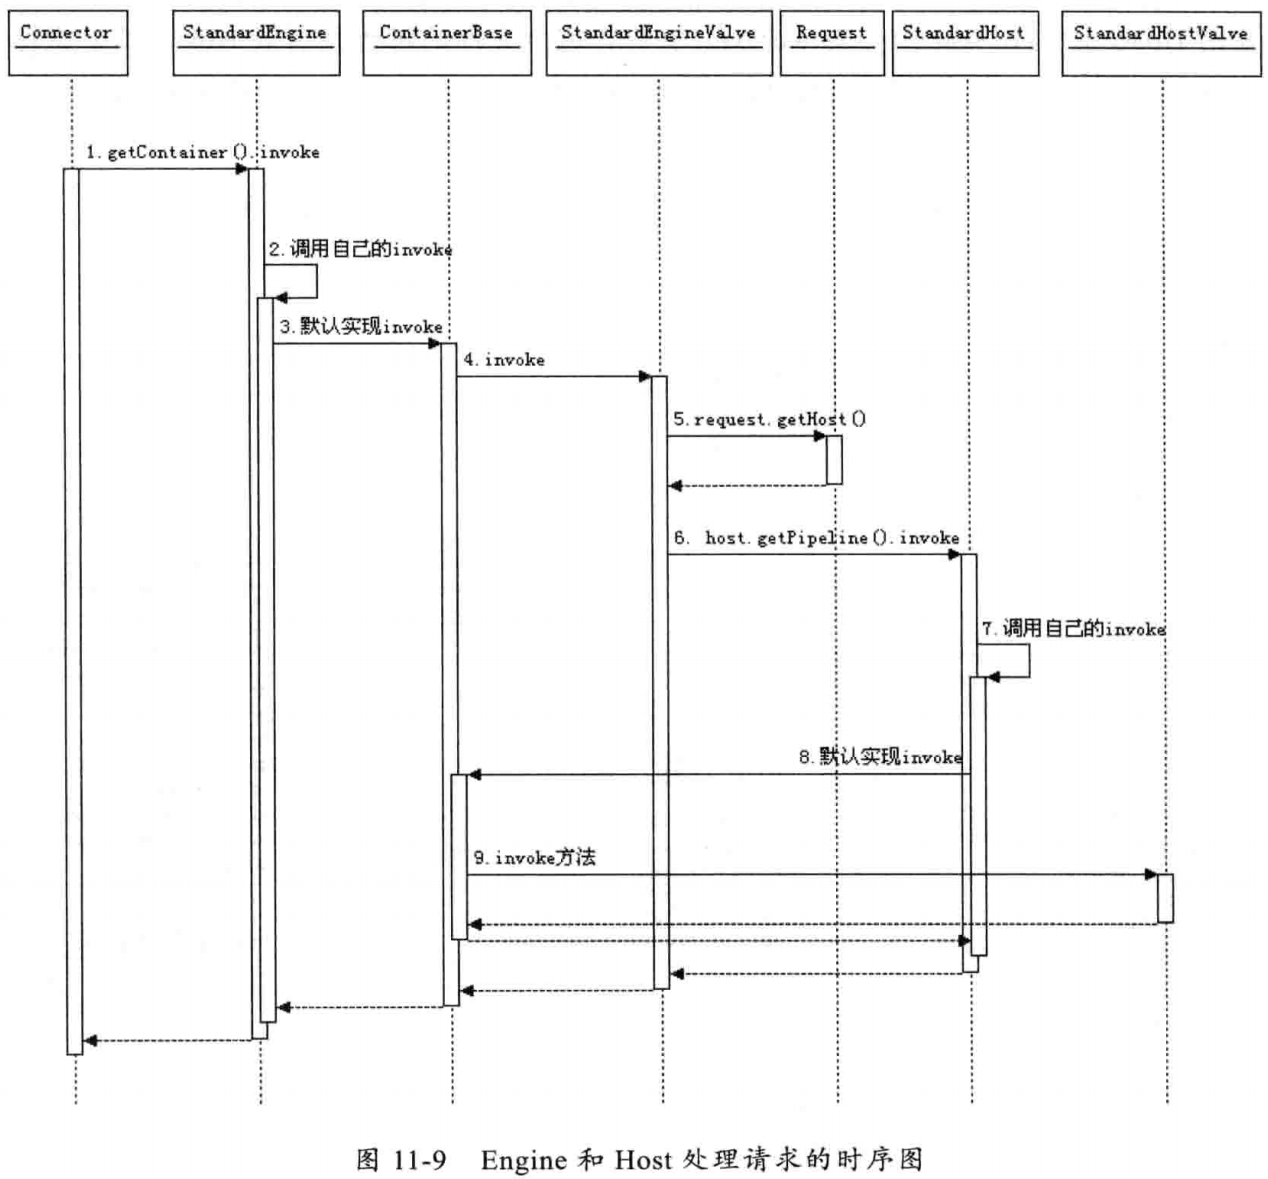 Connector
StandardEngine
ContainerBase
StandardEngineValve
Request
StandardHost
StandardHostValve
1.getContainer().invoke
2.调用自己的invoke
3.默认实现invoke
4.invoke
5.request.getHost()
6. host.getPipeline().invoke
7.调用自己的invoke
8.默认实现invoke
9.invoke方法
图 11-9 Engine 和 Host 处理请求的时序图